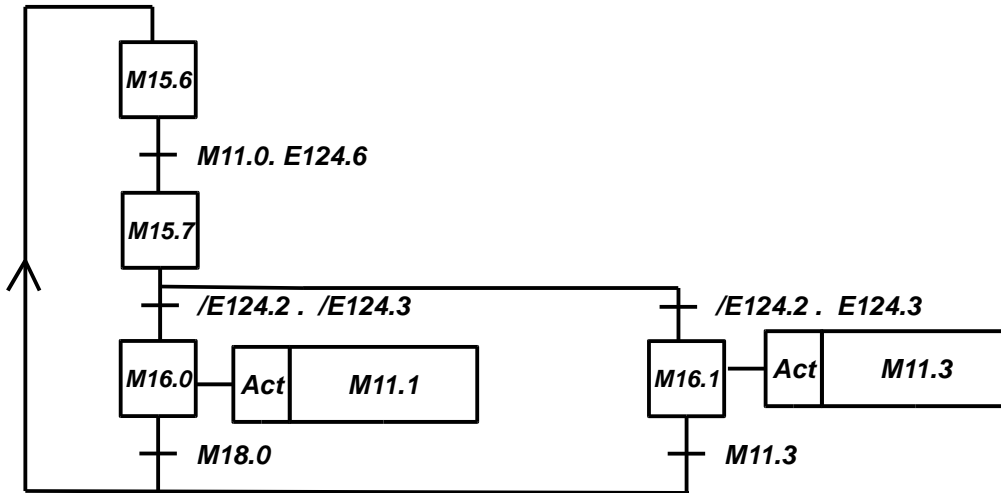 M15.6
M11.0. E124.6
M15.7
/E124.2 . /E124.3
/E124.2 . E124.3
M16.0
Act
M11.1
M16.1
Act
M11.3
M18.0
M11.3